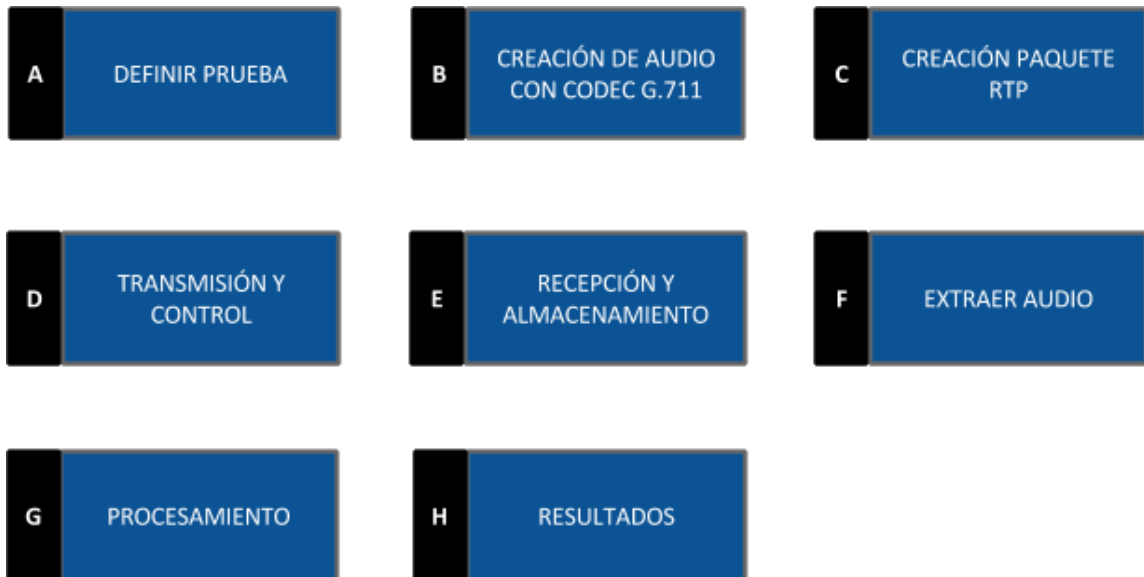 A
DEFINIR PRUEBA
B
CREACIÓN DE AUDIO
CON CODEC G.711
C
CREACIÓN PAQUETE
RTP
D
TRANSMISIÓN Y
CONTROL
E
RECEPCIÓN Y
ALMACENAMIENTO
F
EXTRAER AUDIO
G
PROCESAMIENTO
H
RESULTADOS